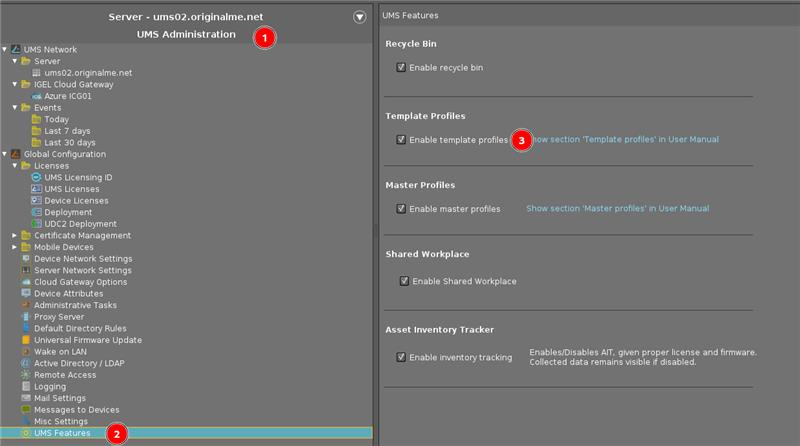 Server - ums02.originalme.net
UMS Administration
1
UMS Network
Server
ums02.originalme.net
IGEL Cloud Gateway
Azure ICG01
Events
Today
Last 7 days
Last 30 days
Global Configuration
Licenses
UMS Licensing ID
UMS Licenses
Device Licenses
Deployment
UDC2 Deployment
Certificate Management
Mobile Devices
Device Network Settings
Server Network Settings
Cloud Gateway Options
Device Attributes
Administrative Tasks
Proxy Server
Default Directory Rules
Universal Firmware Update
Wake on LAN
Active Directory / LDAP
Remote Access
Logging
Mail Settings
Messages to Devices
Misc Settings
UMS Features
2
UMS Features
Recycle Bin
Enable recycle bin
Template Profiles
Enable template profiles 3 how section 'Template profiles' in User Manual
Master Profiles
Enable master profiles Show section 'Master profiles' in User Manual
Shared Workplace
Enable Shared Workplace
Asset Inventory Tracker
Enable inventory tracking Enables/Disables AIT, given proper license and firmware.
Collected data remains visible if disabled.